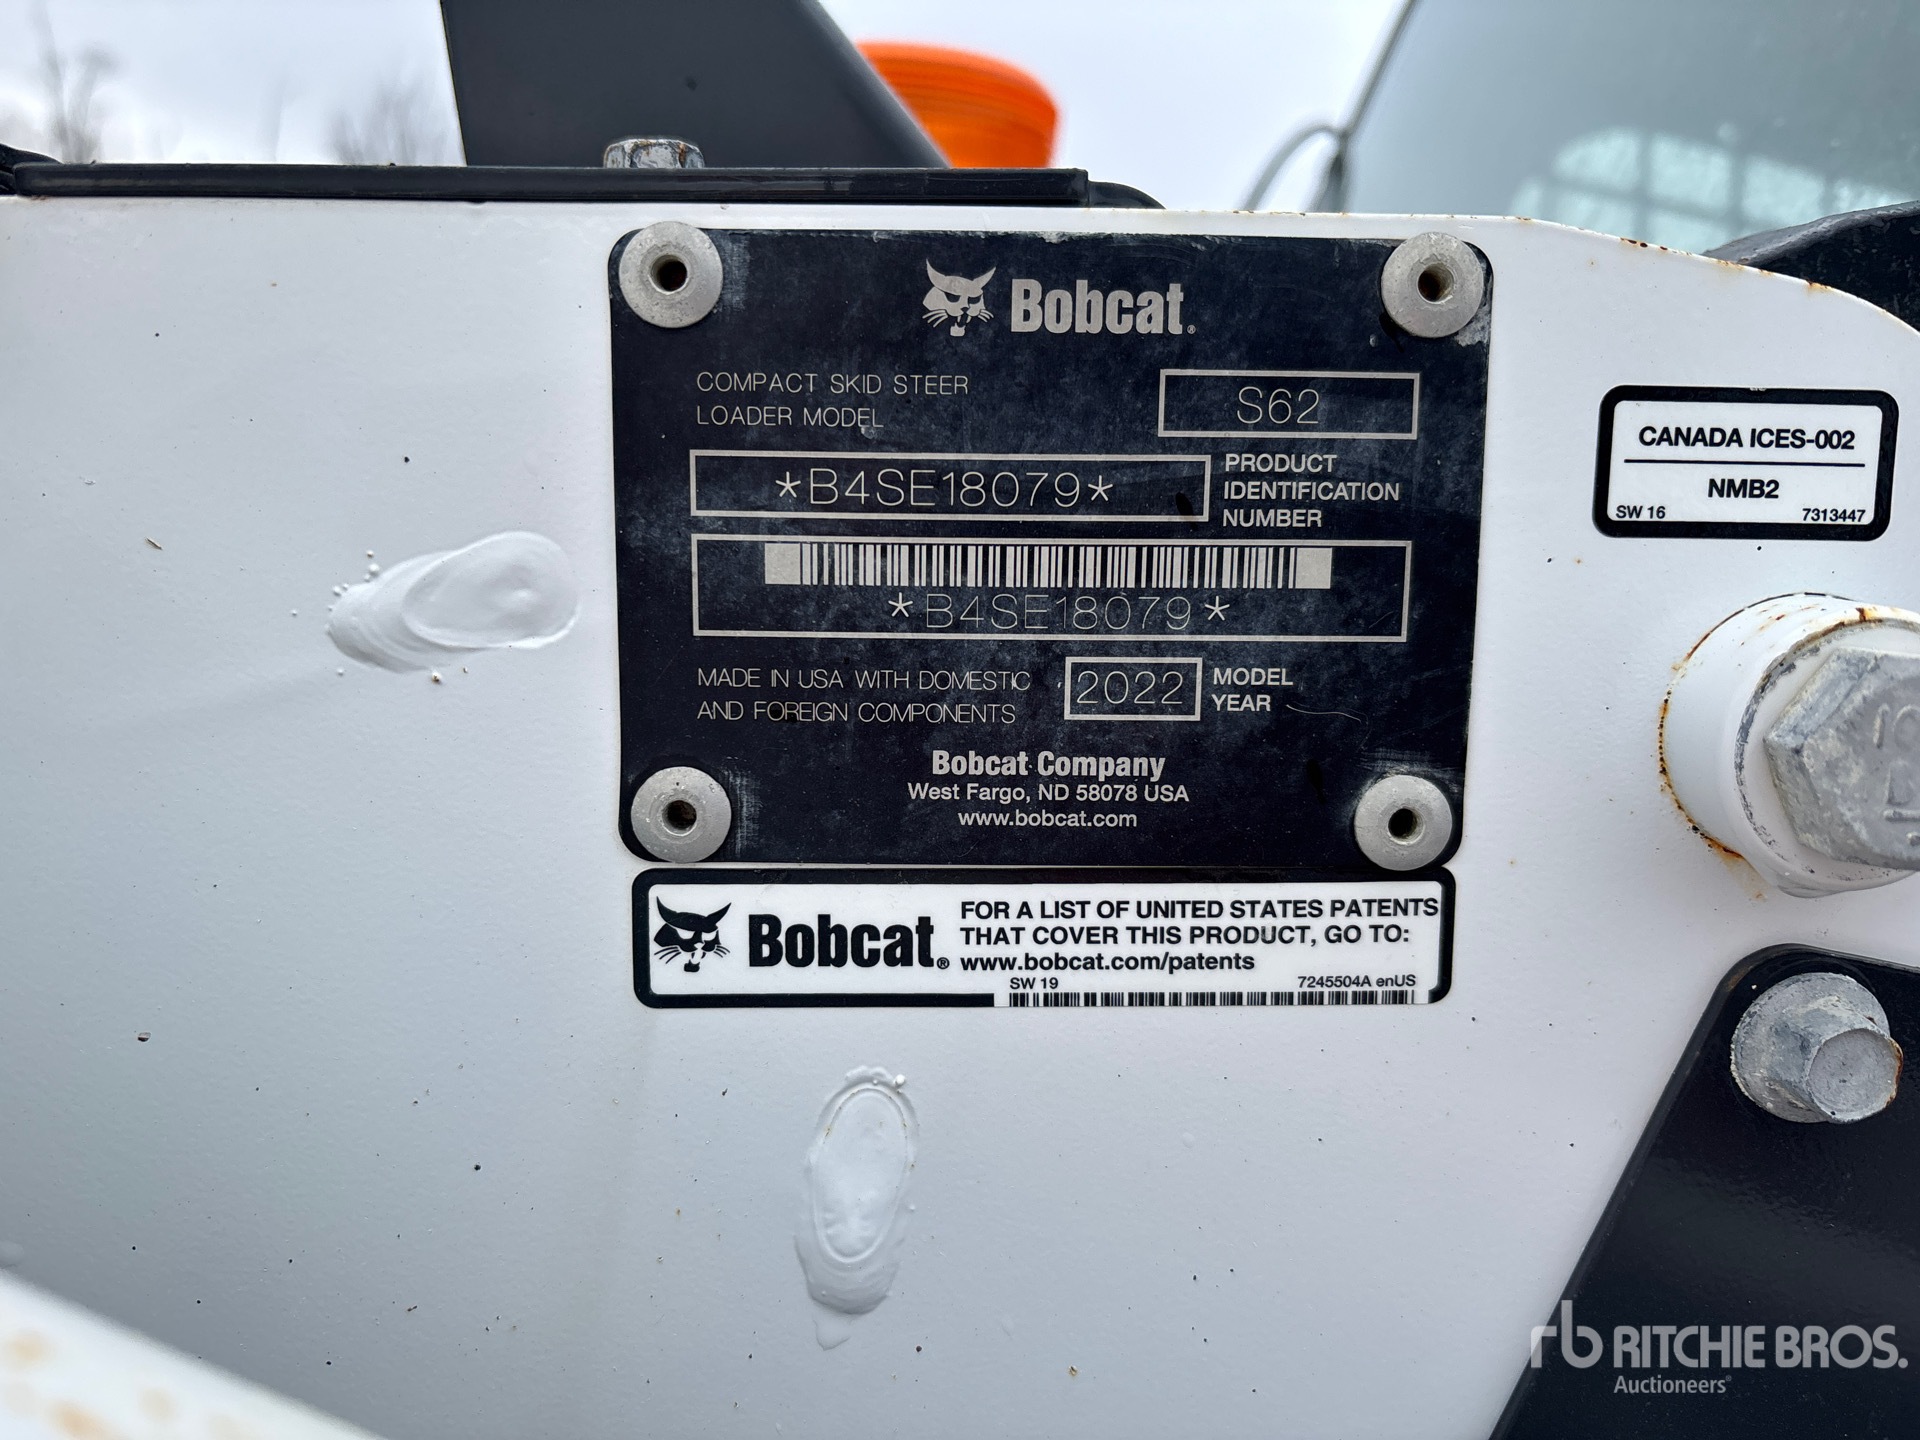 Bobcat®
COMPACT SKID STEER
LOADER MODEL
S62
*B4SE18079*
PRODUCT
IDENTIFICATION
NUMBER
*B4SE18079*
MADE IN USA WITH DOMESTIC
AND FOREIGN COMPONENTS
2022
MODEL
YEAR
Bobcat Company
West Fargo, ND 58078 USA
www.bobcat.com
CANADA ICES-002
NMB2
SW 16 7313447
Bobcat®
FOR A LIST OF UNITED STATES PATENTS
THAT COVER THIS PRODUCT, GO TO:
www.bobcat.com/patents
SW 19 7245504A enUS
rb RITCHIE BROS.
Auctioneers®